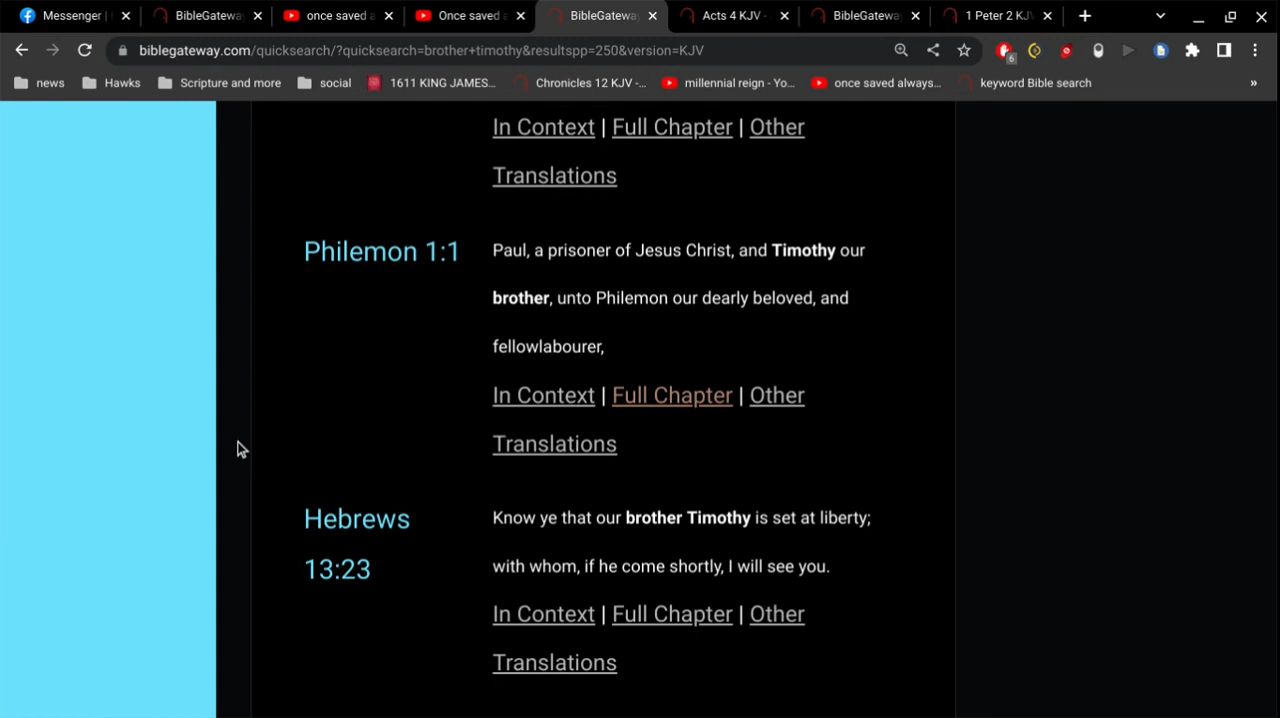 Messenger |
BibleGateway
once saved a
Once saved a
BibleGateway
Acts 4 KJV -
BibleGateway
1 Peter 2 KJ
biblegateway.com/quicksearch/?quicksearch=brother+timothy&resultspp=250&version=KJV
6
news
Hawks
Scripture and more
social
1611 KING JAMES...
Chronicles 12 KJV -...
millennial reign - Yo...
once saved always...
keyword Bible search
»
In Context | Full Chapter | Other
Translations
Philemon 1:1
Paul, a prisoner of Jesus Christ, and Timothy our
brother, unto Philemon our dearly beloved, and
fellowlabourer,
In Context | Full Chapter | Other
Translations
Hebrews
13:23
Know ye that our brother Timothy is set at liberty;
with whom, if he come shortly, I will see you.
In Context | Full Chapter | Other
Translations